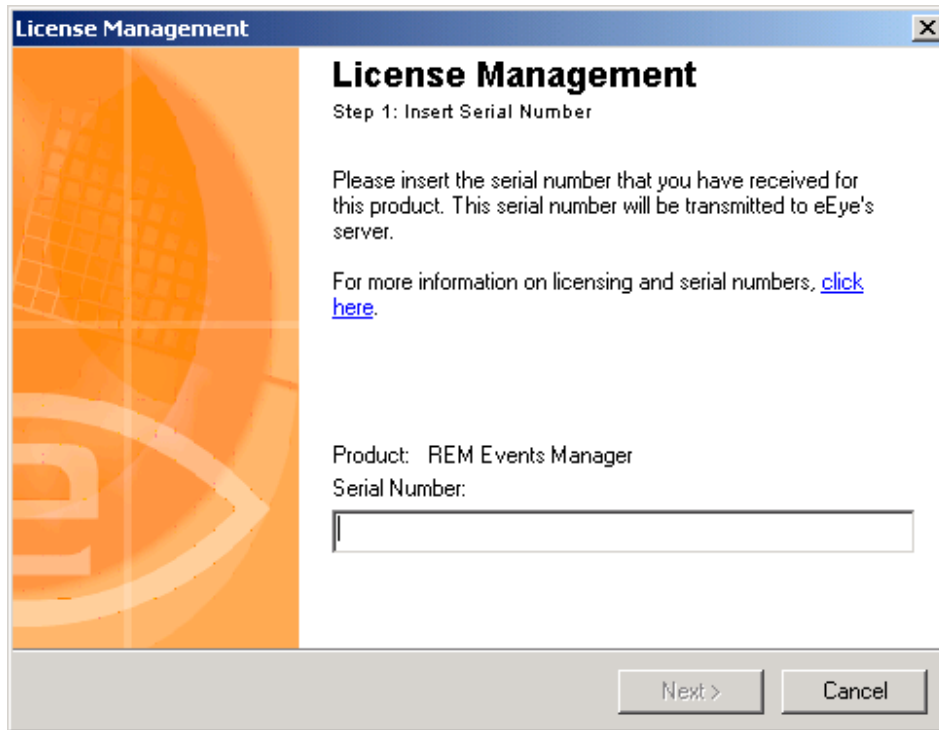 License Management
License Management
Step 1: Insert Serial Number
Please insert the serial number that you have received for
this product. This serial number will be transmitted to eEye's
server.
For more information on licensing and serial numbers, click
here.
Product: REM Events Manager
Serial Number:
Next >
Cancel